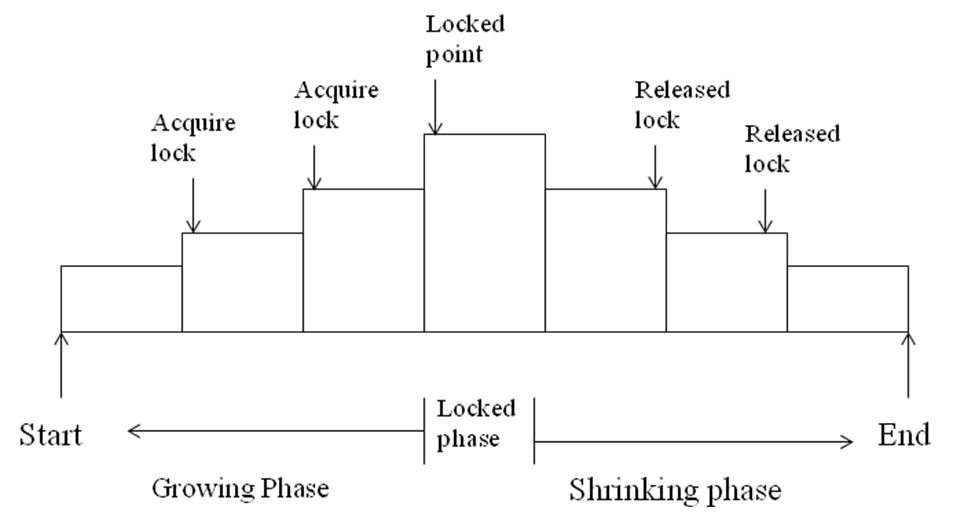 Locked
point
Acquire
lock
Released
lock
Acquire
lock
Released
lock
Locked
phase
Start
End
Growing Phase
Shrinking phase